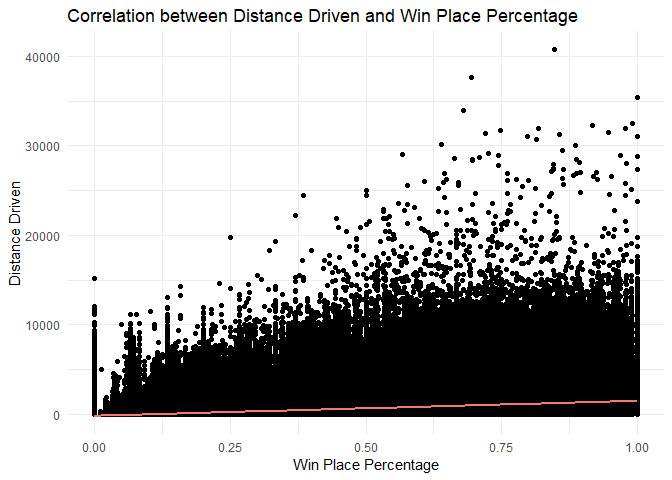 Correlation between Distance Driven and Win Place Percentage
40000
30000
20000
10000
0
Distance Driven
0.00 0.25 0.50 0.75 1.00
Win Place Percentage